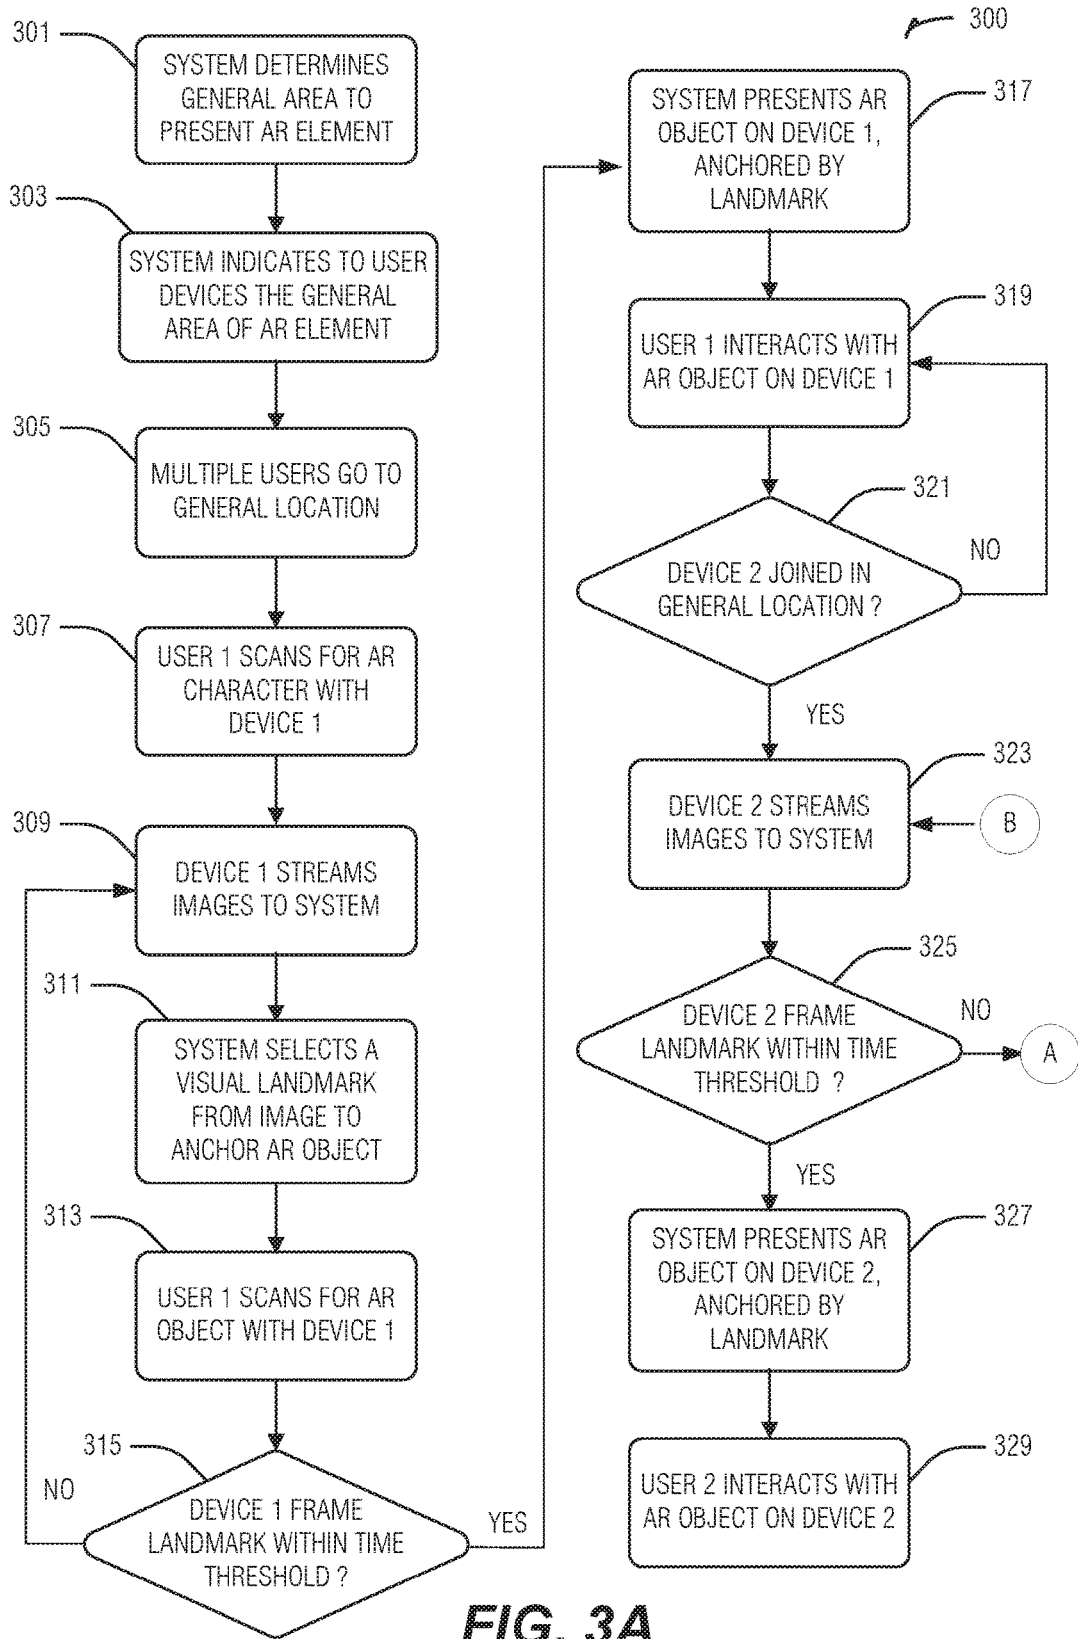 301
SYSTEM DETERMINES
GENERAL AREA TO
PRESENT AR ELEMENT
303
SYSTEM INDICATES TO USER
DEVICES THE GENERAL
AREA OF AR ELEMENT
305
MULTIPLE USERS GO TO
GENERAL LOCATION
307
USER 1 SCANS FOR AR
CHARACTER WITH
DEVICE 1
309
DEVICE 1 STREAMS
IMAGES TO SYSTEM
311
SYSTEM SELECTS A
VISUAL LANDMARK
FROM IMAGE TO
ANCHOR AR OBJECT
313
USER 1 SCANS FOR AR
OBJECT WITH DEVICE 1
315
NO
DEVICE 1 FRAME
LANDMARK WITHIN TIME
THRESHOLD ?
YES
300
317
SYSTEM PRESENTS AR
OBJECT ON DEVICE 1,
ANCHORED BY
LANDMARK
319
USER 1 INTERACTS WITH
AR OBJECT ON DEVICE 1
321
NO
DEVICE 2 JOINED IN
GENERAL LOCATION ?
YES
323
DEVICE 2 STREAMS
IMAGES TO SYSTEM
B
325
NO
DEVICE 2 FRAME
LANDMARK WITHIN TIME
THRESHOLD ?
A
YES
327
SYSTEM PRESENTS AR
OBJECT ON DEVICE 2,
ANCHORED BY
LANDMARK
329
USER 2 INTERACTS WITH
AR OBJECT ON DEVICE 2
FIG. 3A